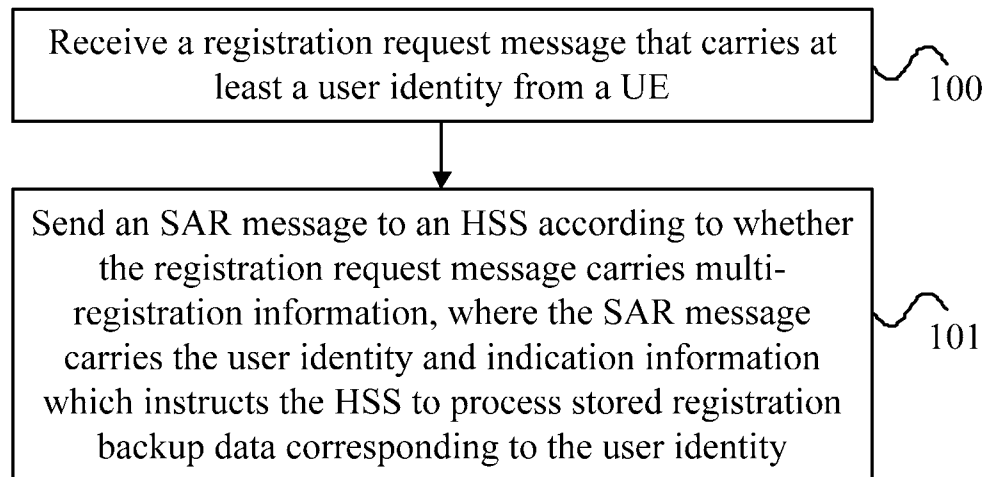 Receive a registration request message that carries at
least a user identity from a UE
100
Send an SAR message to an HSS according to whether
the registration request message carries multi-
registration information, where the SAR message
carries the user identity and indication information
which instructs the HSS to process stored registration
backup data corresponding to the user identity
101